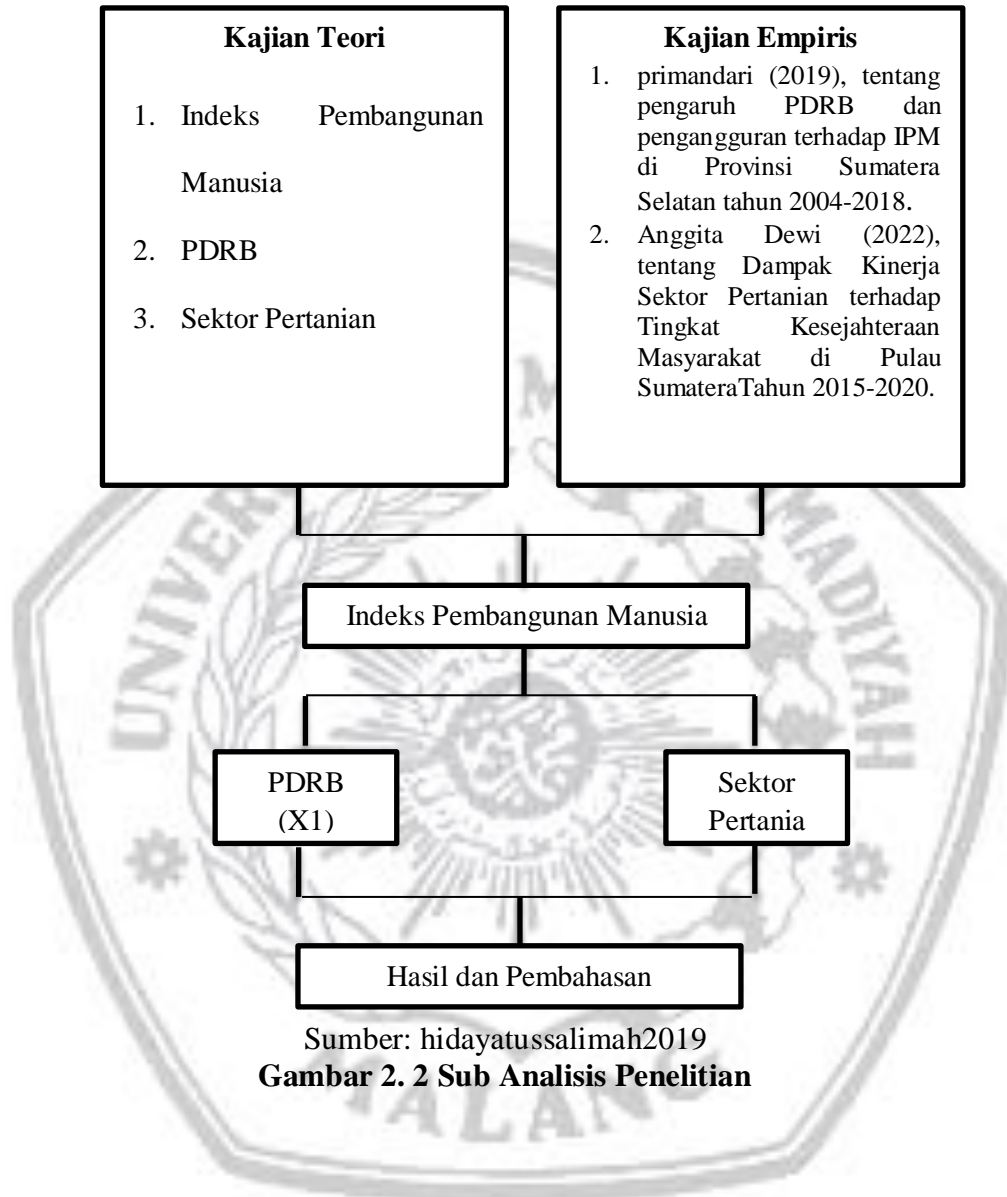 Kajian Teori
1. Indeks Pembangunan
Manusia
2. PDRB
3. Sektor Pertanian
Kajian Empiris
1. primandari (2019), tentang
pengaruh PDRB dan
pengangguran terhadap IPM
di Provinsi Sumatera
Selatan tahun 2004-2018.
2. Anggita Dewi (2022),
tentang Dampak Kinerja
Sektor Pertanian terhadap
Tingkat Kesejahteraan
Masyarakat di Pulau
SumateraTahun 2015-2020.
Indeks Pembangunan Manusia
PDRB
(X1)
Sektor
Pertania
Hasil dan Pembahasan
Sumber: hidayatussalimah2019
Gambar 2. 2 Sub Analisis Penelitian
MALANG